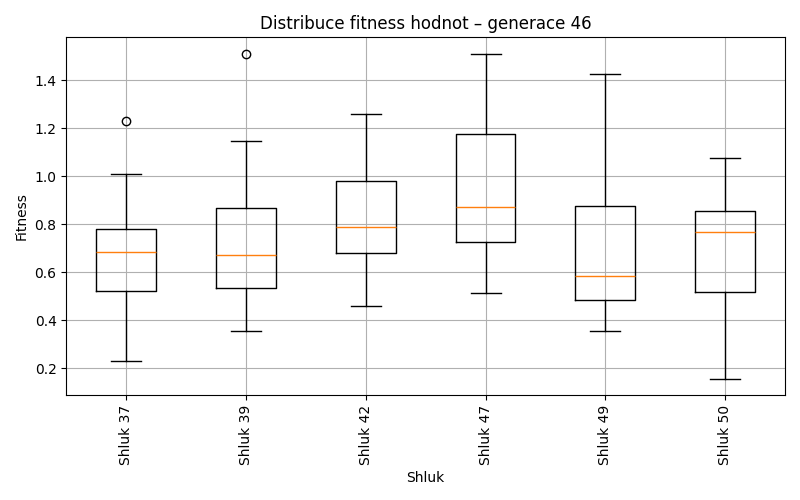 Distribuce fitness hodnot – generace 46
Fitness
1.4
1.2
1.0
0.8
0.6
0.4
0.2
Shluk 37
Shluk 39
Shluk 42
Shluk 47
Shluk 49
Shluk 50
Shluk